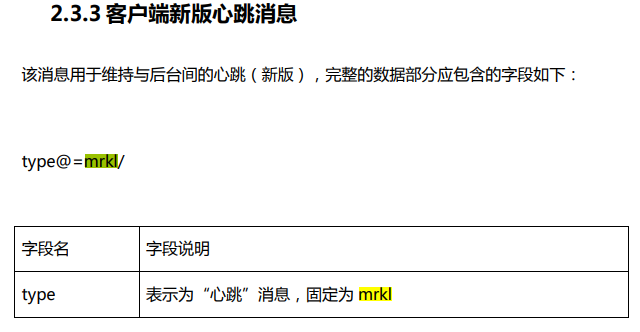 2.3.3 客户端新版心跳消息
该消息用于维持与后台间的心跳（新版），完整的数据部分应包含的字段如下：
type@=mrkl/
字段名 字段说明
type 表示为“心跳”消息，固定为 mrkl